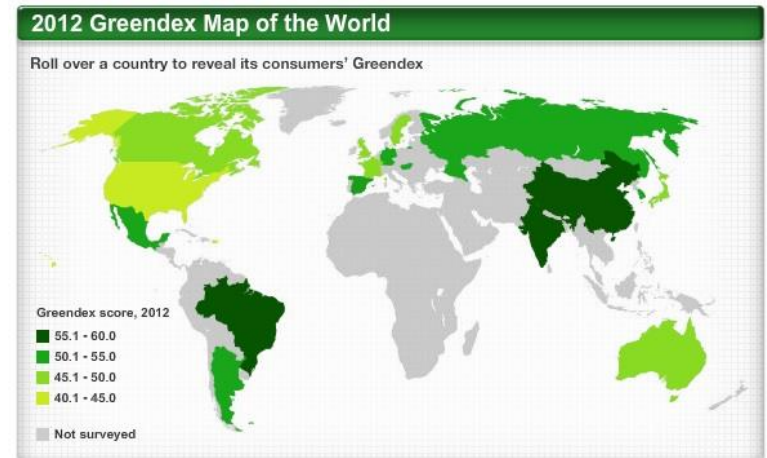 2012 Greendex Map of the World
Roll over a country to reveal its consumers' Greendex
Greendex score, 2012
55.1 - 60.0
50.1 - 55.0
45.1 - 50.0
40.1 - 45.0
Not surveyed